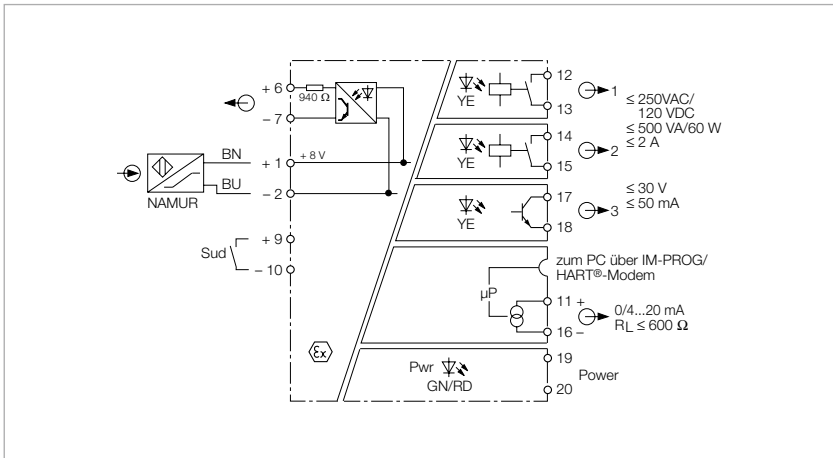 + 6
940 Ω
– 7
BN
+ 1
+ 8 V
BU
– 2
NAMUR
+ 9
Sud
– 10
εx
YE
12
13
1
≤ 250VAC/
120 VDC
≤ 500 VA/60 W
≤ 2 A
YE
14
15
2
YE
17
18
3
≤ 30 V
≤ 50 mA
zum PC über IM-PROG/
HART®-Modem
µP
11 +
16 –
0/4...20 mA
RL ≤ 600 Ω
Pwr
GN/RD
19
20
Power